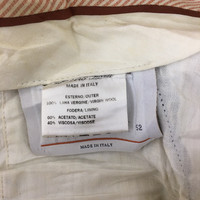 MADE IN ITALY
ESTERNO/OUTER
100% LANA VERGINE/VIRGIN WOOL
FODERA/LINING
60% ACETATO/ACETATE
40% VISCOSA/VISCOSE
52
MADE IN ITALY